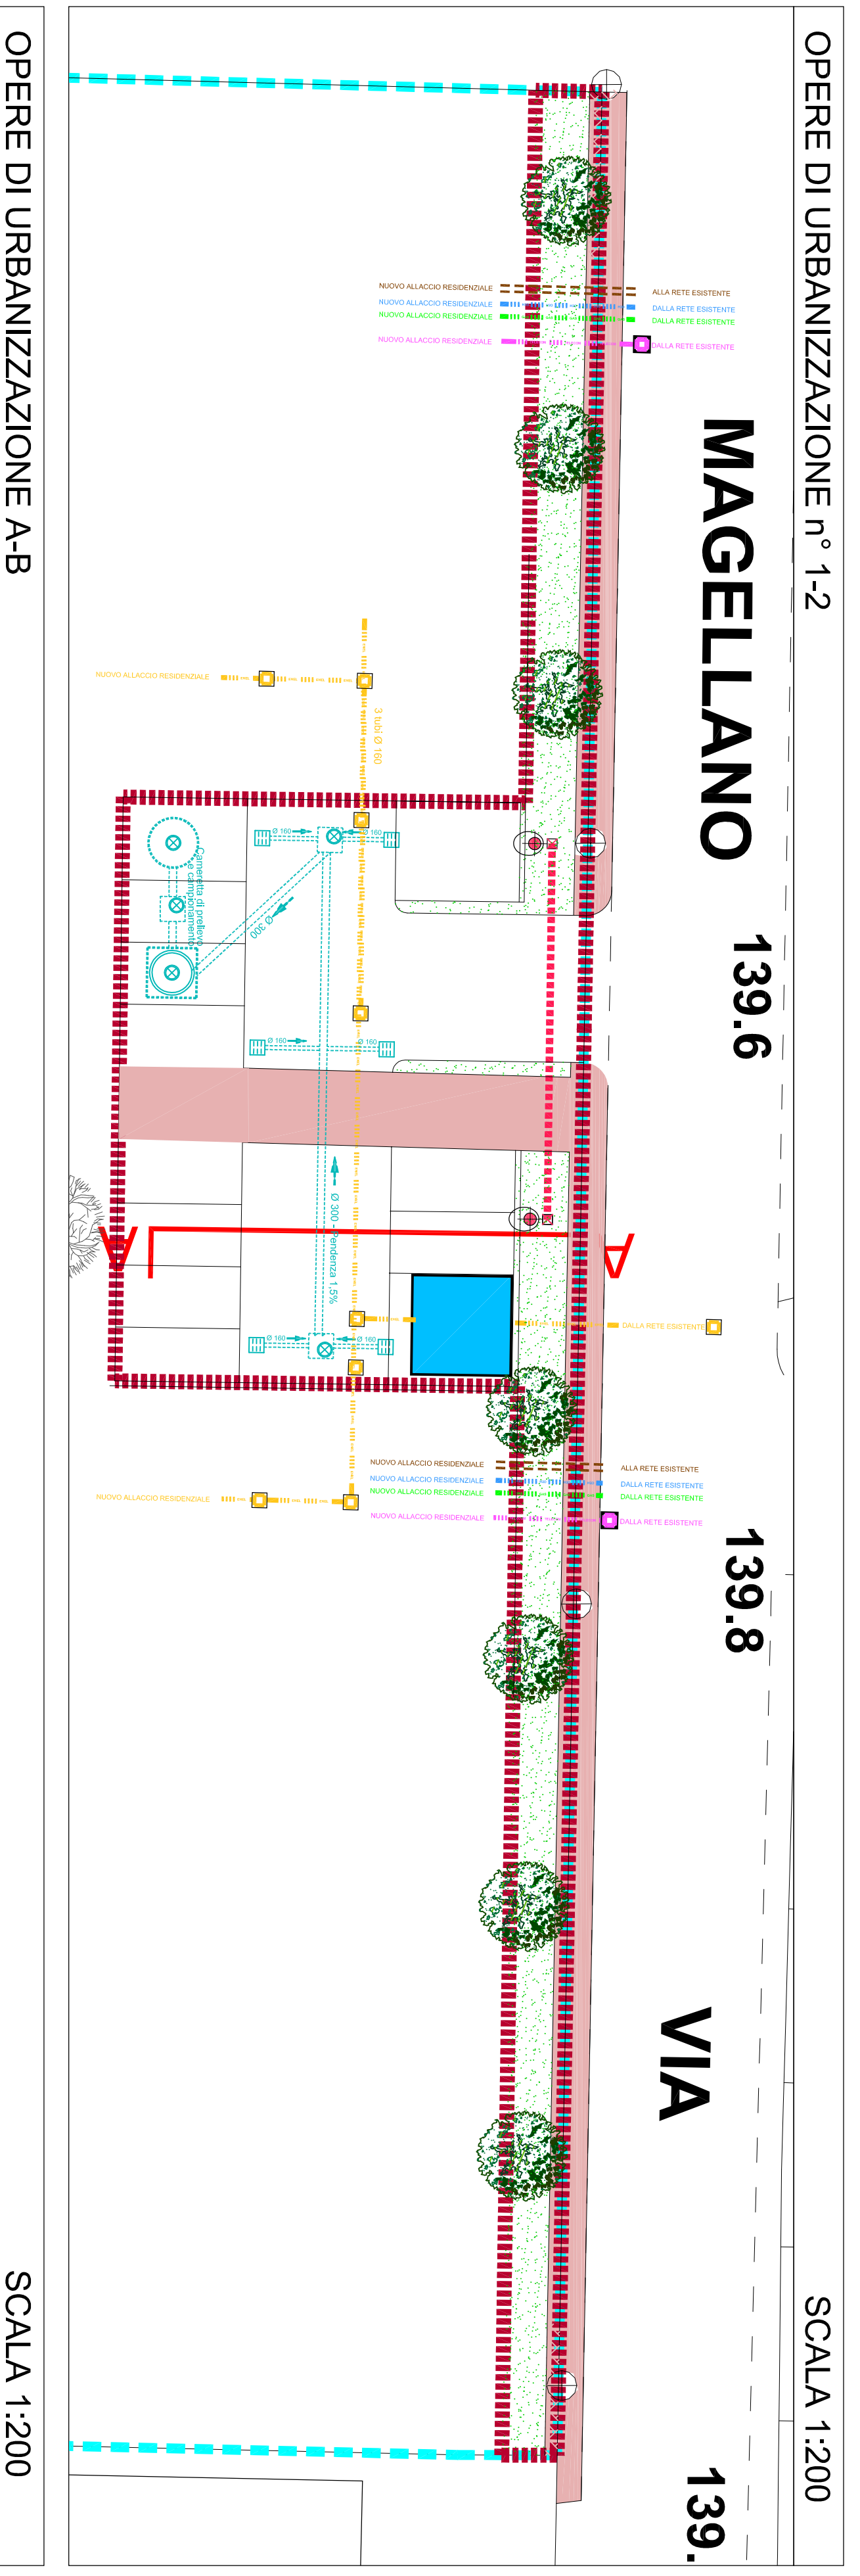 OPERE DI URBANIZZAZIONE n° 1-2
SCALA 1:200
MAGELLANO
VIA
139.6
139.8
139.
NUOVO ALLACCIO RESIDENZIALE
ALLA RETE ESISTENTE
NUOVO ALLACCIO RESIDENZIALE
DALLA RETE ESISTENTE
NUOVO ALLACCIO RESIDENZIALE
DALLA RETE ESISTENTE
NUOVO ALLACCIO RESIDENZIALE
DALLA RETE ESISTENTE
NUOVO ALLACCIO RESIDENZIALE
3 tubi Ø 160
Ø 160
Ø 160
Cameretta di prelievo
e campionamento
Ø 300
Ø 160
Ø 160
Ø 300 - Pendenza 1,5%
A
A
DALLA RETE ESISTENTE
Ø 160
Ø 160
NUOVO ALLACCIO RESIDENZIALE
ALLA RETE ESISTENTE
NUOVO ALLACCIO RESIDENZIALE
DALLA RETE ESISTENTE
NUOVO ALLACCIO RESIDENZIALE
DALLA RETE ESISTENTE
NUOVO ALLACCIO RESIDENZIALE
DALLA RETE ESISTENTE
NUOVO ALLACCIO RESIDENZIALE
OPERE DI URBANIZZAZIONE A-B
SCALA 1:200